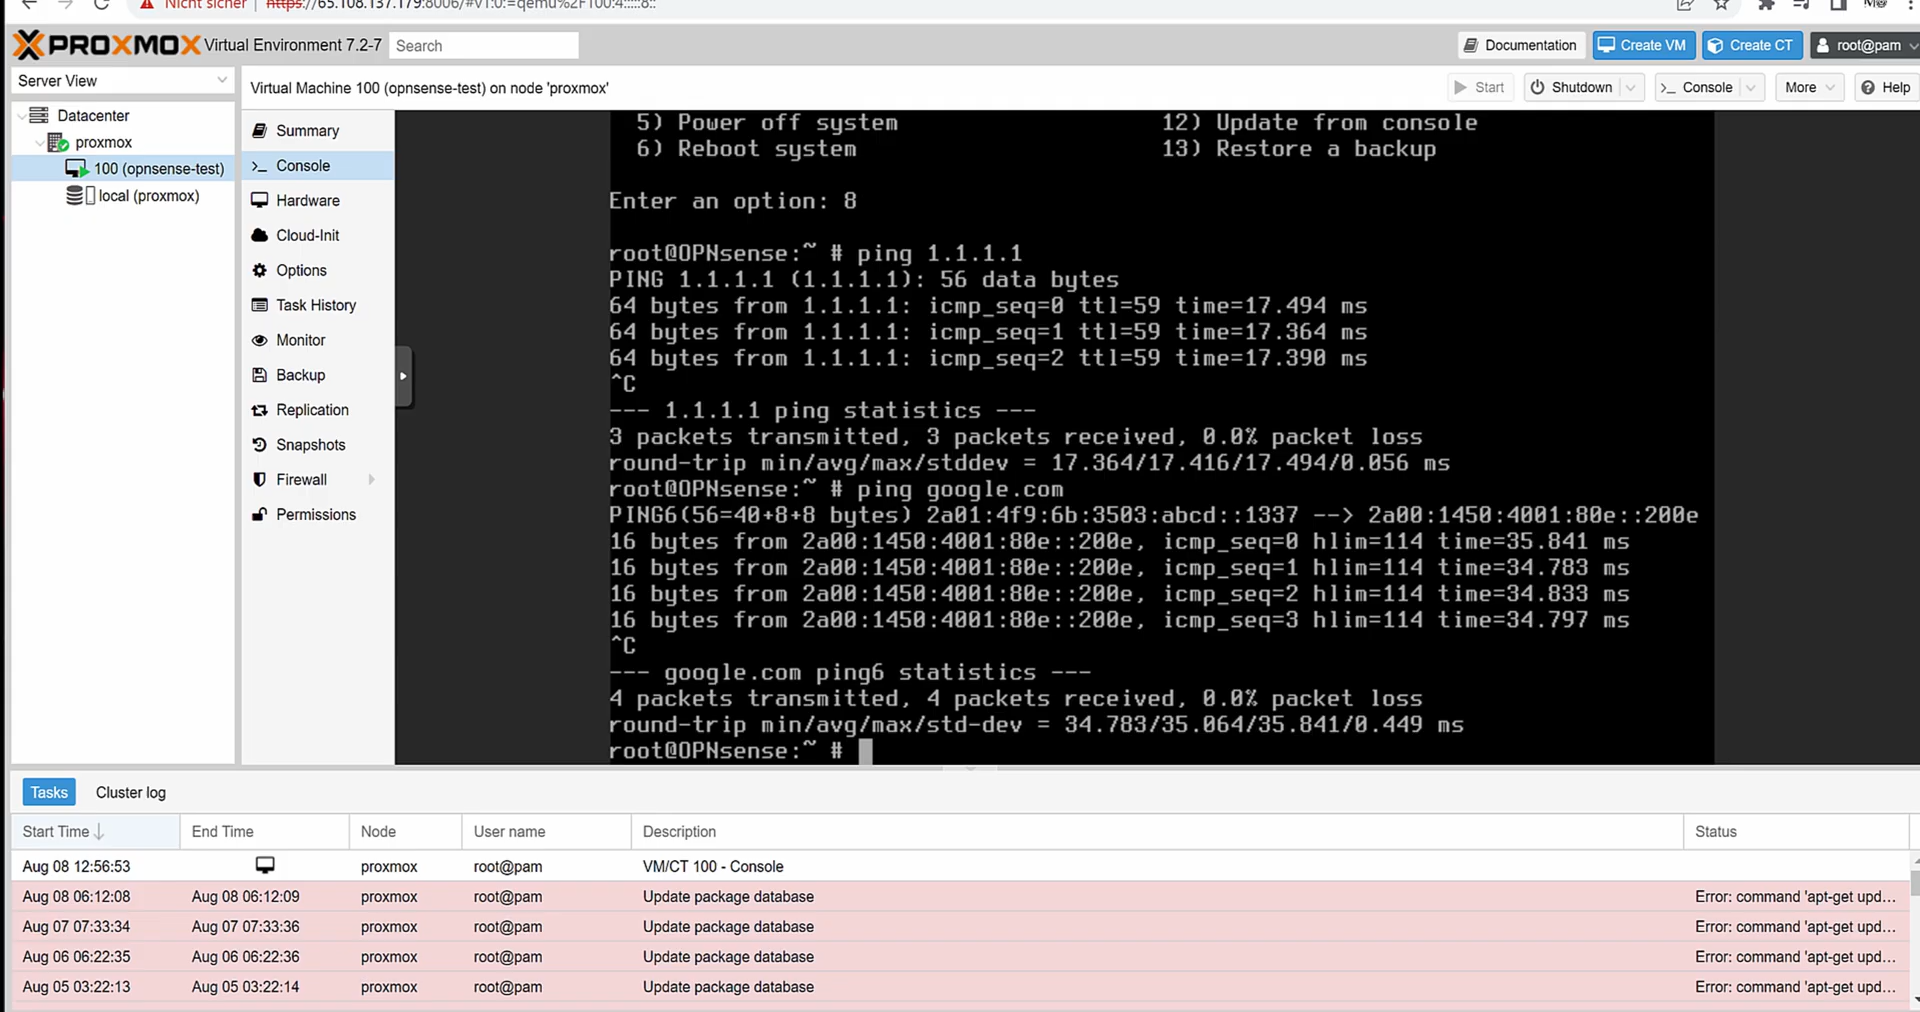 Nicht sicher | https://65.108.137.179:8006/#v1:0:=qemu%2F100:4:::::8::
PROXMOX Virtual Environment 7.2-7 Search Documentation Create VM Create CT root@pam
Server View Virtual Machine 100 (opnsense-test) on node 'proxmox' Start Shutdown Console More Help
Datacenter
proxmox
100 (opnsense-test)
local (proxmox)
Summary
Console
Hardware
Cloud-Init
Options
Task History
Monitor
Backup
Replication
Snapshots
Firewall
Permissions
5) Power off system 12) Update from console
6) Reboot system 13) Restore a backup
Enter an option: 8
root@OPNsense:~ # ping 1.1.1.1
PING 1.1.1.1 (1.1.1.1): 56 data bytes
64 bytes from 1.1.1.1: icmp_seq=0 ttl=59 time=17.494 ms
64 bytes from 1.1.1.1: icmp_seq=1 ttl=59 time=17.364 ms
64 bytes from 1.1.1.1: icmp_seq=2 ttl=59 time=17.390 ms
^C
--- 1.1.1.1 ping statistics ---
3 packets transmitted, 3 packets received, 0.0% packet loss
round-trip min/avg/max/stddev = 17.364/17.416/17.494/0.056 ms
root@OPNsense:~ # ping google.com
PING6(56=40+8+8 bytes) 2a01:4f9:6b:3503:abcd::1337 --> 2a00:1450:4001:80e::200e
16 bytes from 2a00:1450:4001:80e::200e, icmp_seq=0 hlim=114 time=35.841 ms
16 bytes from 2a00:1450:4001:80e::200e, icmp_seq=1 hlim=114 time=34.783 ms
16 bytes from 2a00:1450:4001:80e::200e, icmp_seq=2 hlim=114 time=34.833 ms
16 bytes from 2a00:1450:4001:80e::200e, icmp_seq=3 hlim=114 time=34.797 ms
^C
--- google.com ping6 statistics ---
4 packets transmitted, 4 packets received, 0.0% packet loss
round-trip min/avg/max/std-dev = 34.783/35.064/35.841/0.449 ms
root@OPNsense:~ #
Tasks Cluster log
Start Time End Time Node User name Description Status
Aug 08 12:56:53 proxmox root@pam VM/CT 100 - Console
Aug 08 06:12:08 Aug 08 06:12:09 proxmox root@pam Update package database Error: command 'apt-get upd...
Aug 07 07:33:34 Aug 07 07:33:36 proxmox root@pam Update package database Error: command 'apt-get upd...
Aug 06 06:22:35 Aug 06 06:22:36 proxmox root@pam Update package database Error: command 'apt-get upd...
Aug 05 03:22:13 Aug 05 03:22:14 proxmox root@pam Update package database Error: command 'apt-get upd...